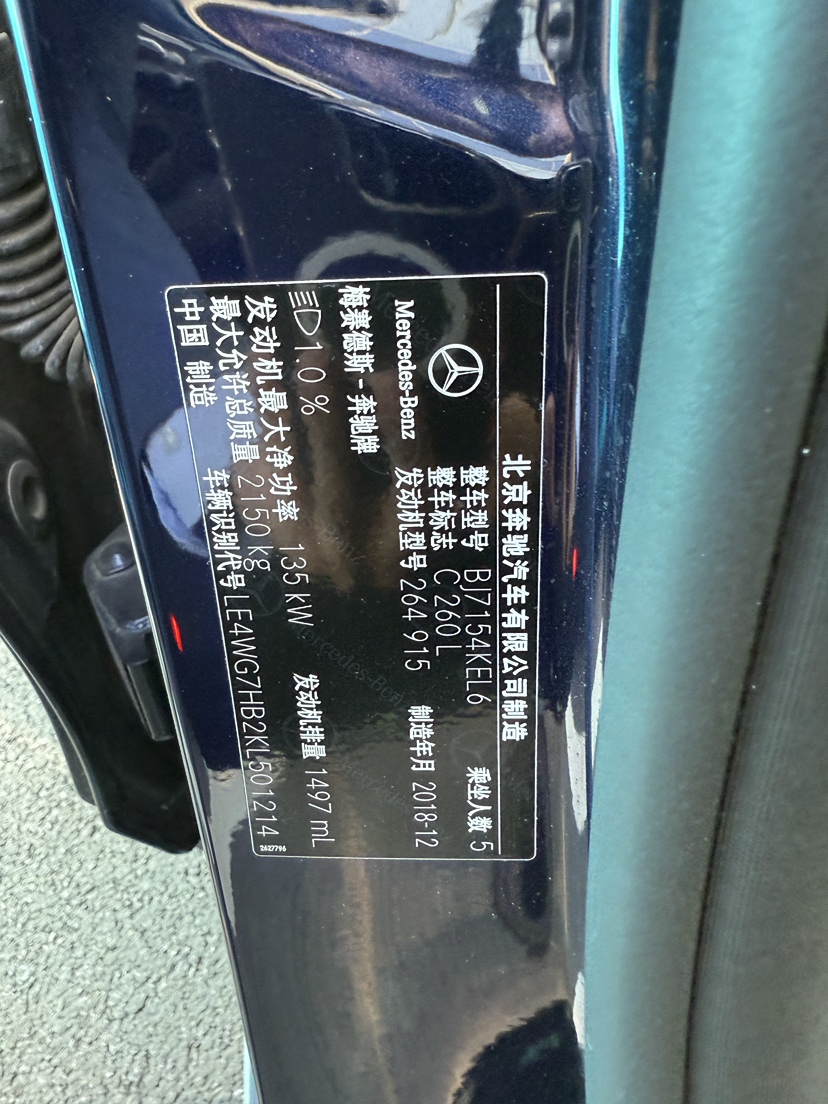 北京奔驰汽车有限公司制造
整车型号 BJ7154KEL6 乘坐人数 5
整车标志 C 260 L
Mercedes-Benz 发动机型号 264 915 制造年月 2018-12
梅赛德斯-奔驰牌
1.0 %
发动机最大净功率 135 kW 发动机排量 1497 mL
最大允许总质量 2150 kg
中国 制造 车辆识别代号 LE4WG7HB2KL501214
2627796